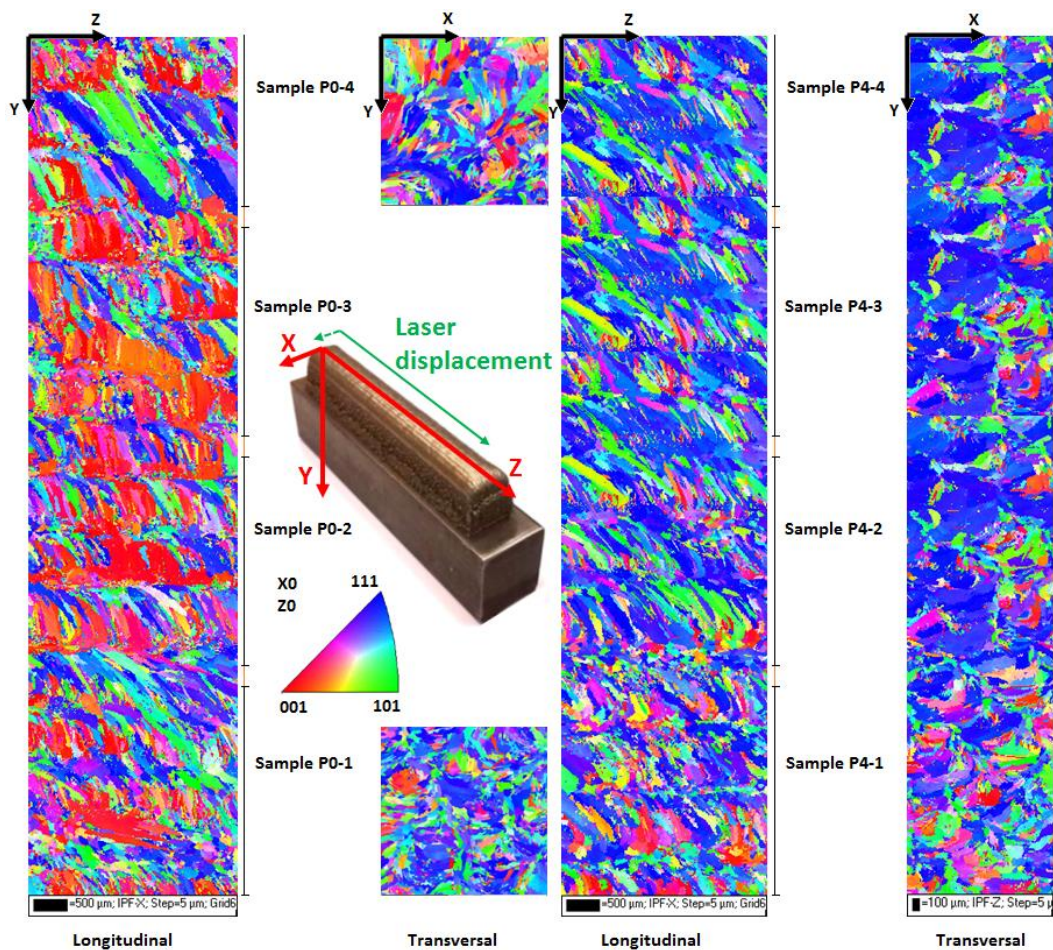 Z
Y
Sample P0-4
Sample P0-3
Sample P0-2
Sample P0-1
=500 µm; IPF-X; Step=5 µm; Grid6
Longitudinal
X
Y
Laser
displacement
X
Y
Z
X0
Z0
111
001
101
Transversal
Z
Y
Sample P4-4
Sample P4-3
Sample P4-2
Sample P4-1
=500 µm; IPF-X; Step=5 µm; Grid6
Longitudinal
X
Y
=100 µm; IPF-Z; Step=5 µ
Transversal